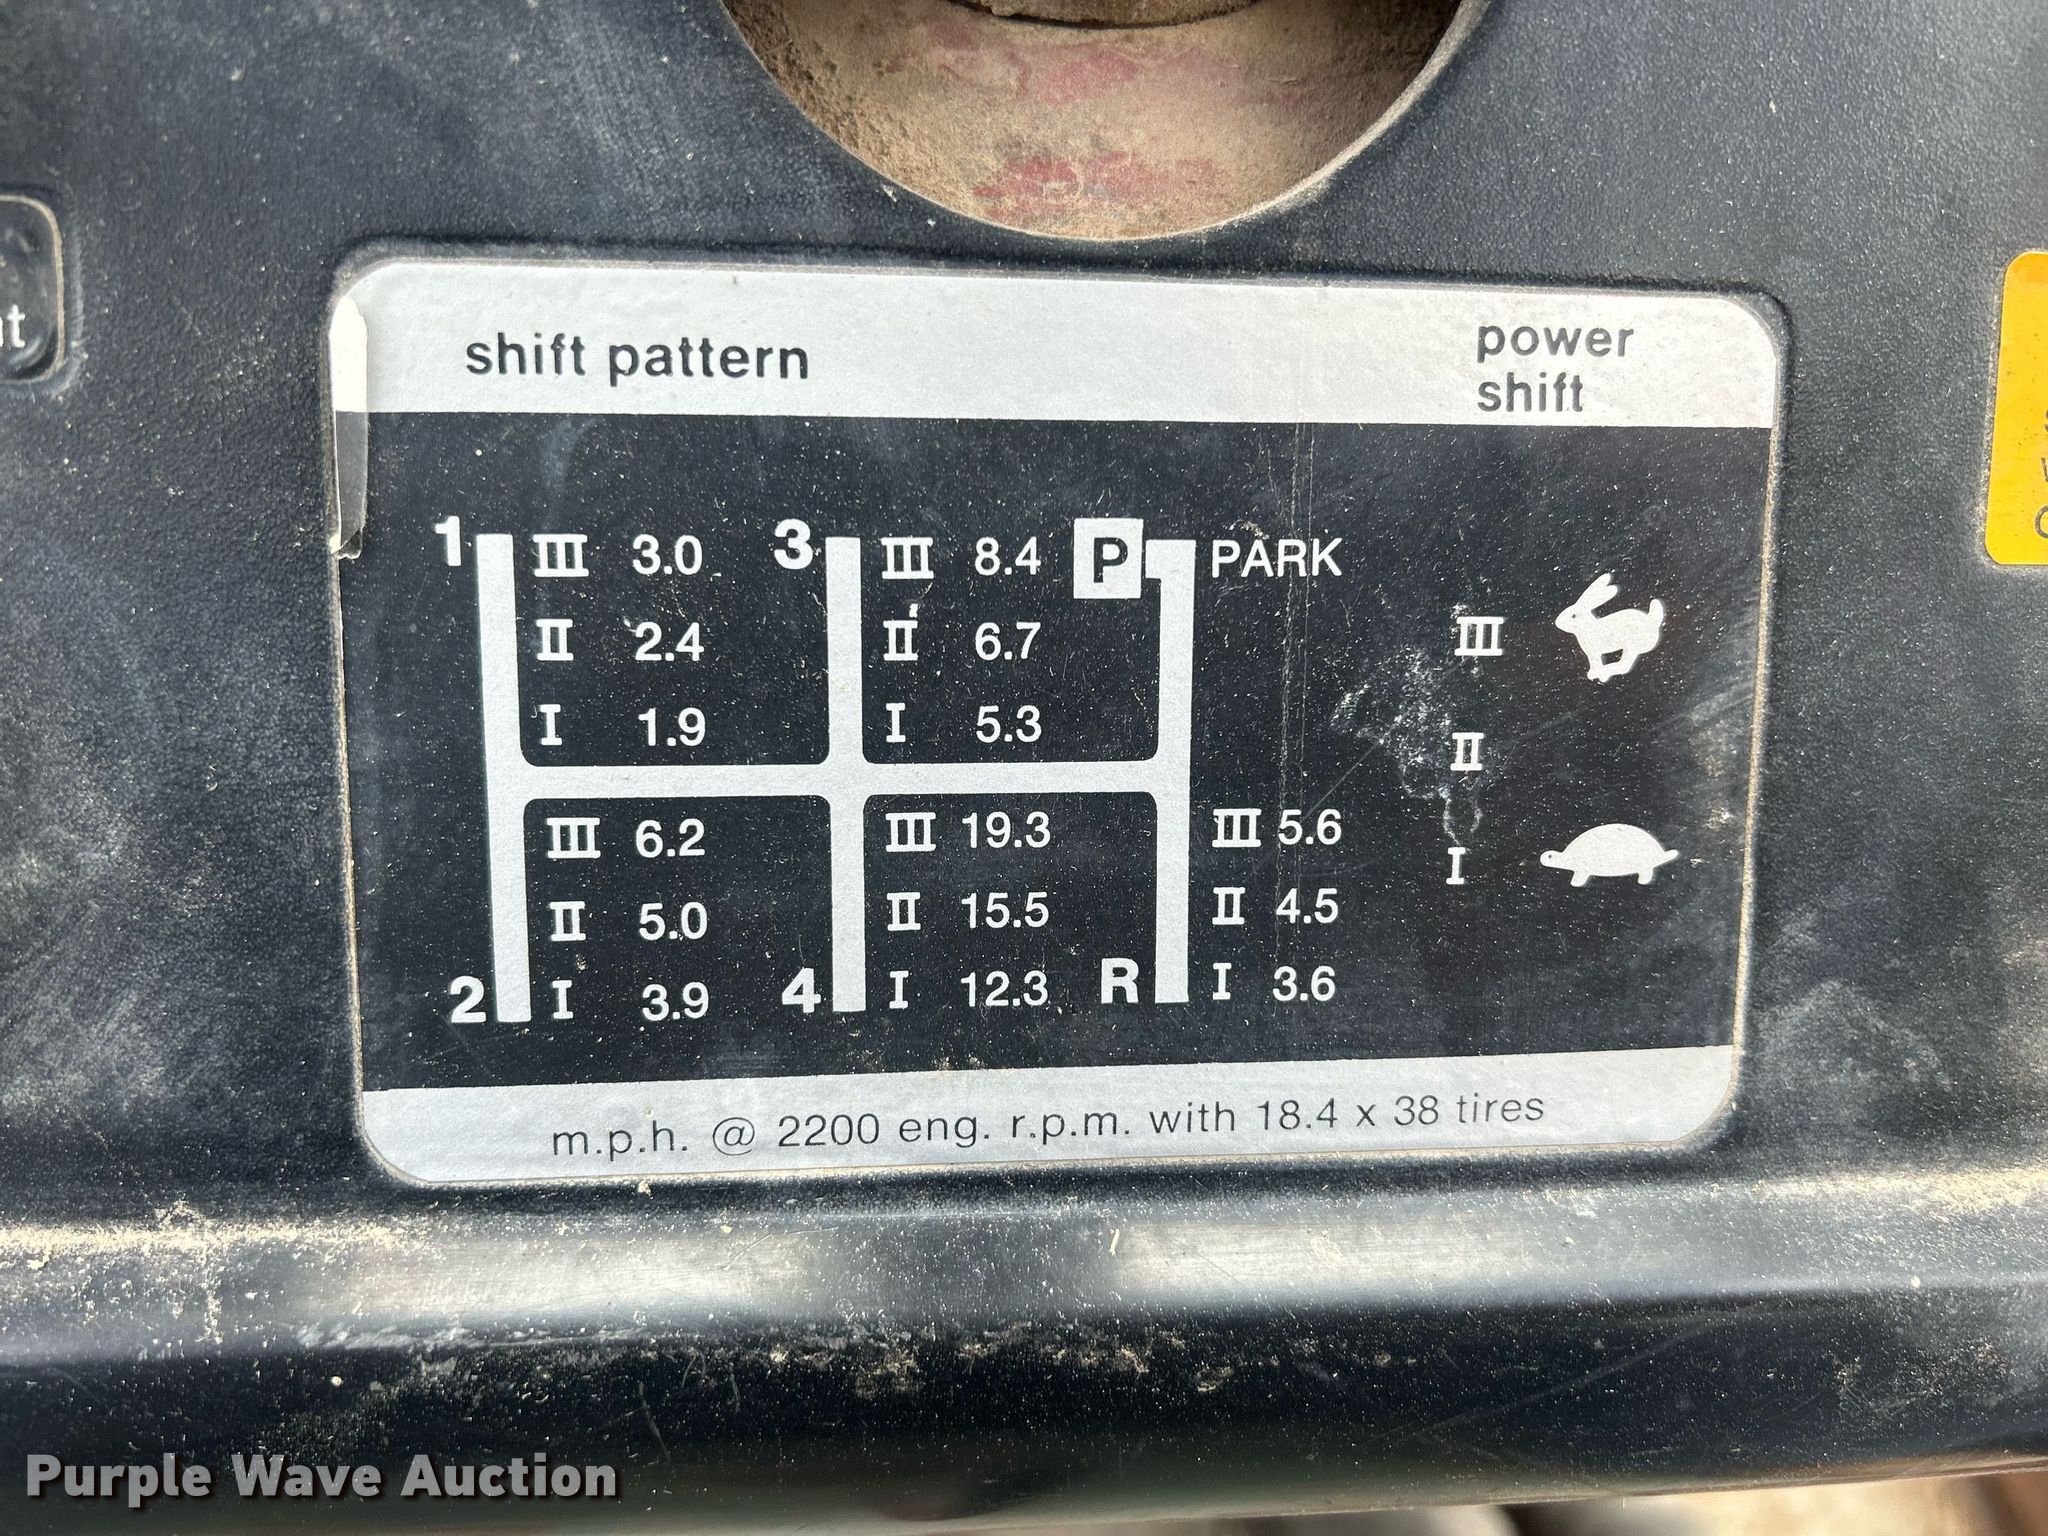 nt
shift pattern
power
shift
1 III 3.0 3 III 8.4 P PARK
II 2.4 II 6.7 III
I 1.9 I 5.3 II
III 6.2 III 19.3 III 5.6 I
II 5.0 II 15.5 II 4.5
2 I 3.9 4 I 12.3 R I 3.6
m.p.h. @ 2200 eng. r.p.m. with 18.4 x 38 tires
Purple Wave Auction